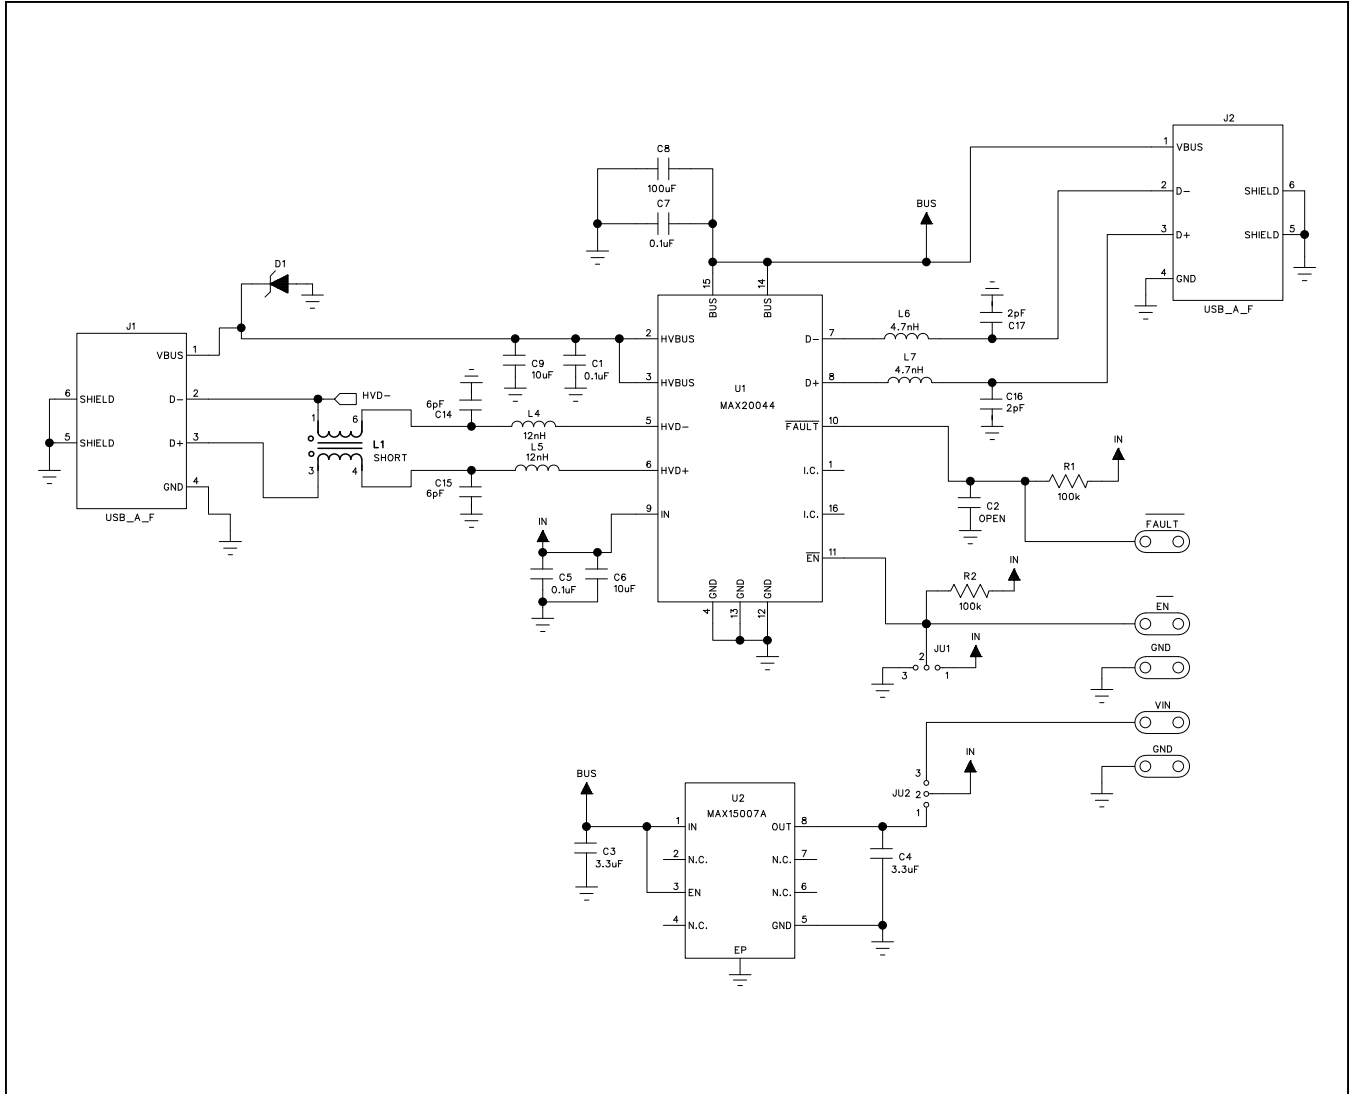 J2
1
VBUS
2
D-
SHIELD
6
3
D+
SHIELD
5
4
GND
USB_A_F
C8
100uF
C7
0.1uF
BUS
15
14
BUS
BUS
D1
J1
VBUS
1
6
SHIELD
D-
2
5
SHIELD
D+
3
GND
4
USB_A_F
HVD-
1
6
3
4
L1
SHORT
C9
10uF
C1
0.1uF
6pF
C14
L4
12nH
L5
12nH
C15
6pF
2
HVBUS
3
HVBUS
5
HVD-
6
HVD+
9
IN
U1
MAX20044
D-
7
D+
8
FAULT
10
I.C.
1
I.C.
16
EN
11
GND
GND
GND
4
13
12
L6
4.7nH
L7
4.7nH
2pF
C17
C16
2pF
IN
C5
0.1uF
C6
10uF
C2
OPEN
R1
100k
IN
FAULT
R2
100k
IN
EN
JU1
2
3
1
IN
GND
VIN
GND
3
JU2
2
1
IN
BUS
C3
3.3uF
U2
MAX15007A
1
IN
OUT
8
2
N.C.
N.C.
7
3
EN
N.C.
6
4
N.C.
GND
5
EP
C4
3.3uF